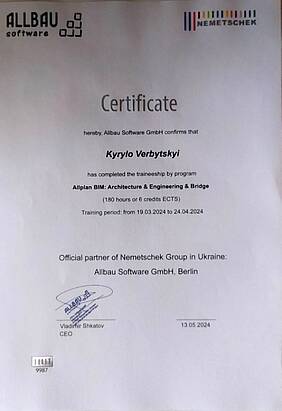 ALLBAU
software
NEMETSCHEK
Certificate
hereby, Allbau Software GmbH confirms that
Kyrylo Verbytskyi
has completed the traineeship by program
Allplan BIM: Architecture & Engineering & Bridge
(180 hours or 6 credits ECTS)
Training period: from 19.03.2024 to 24.04.2024
Official partner of Nemetschek Group in Ukraine:
Allbau Software GmbH, Berlin
ALLBAU
Vladimir Shkatov
13.05.2024
CEO
9987